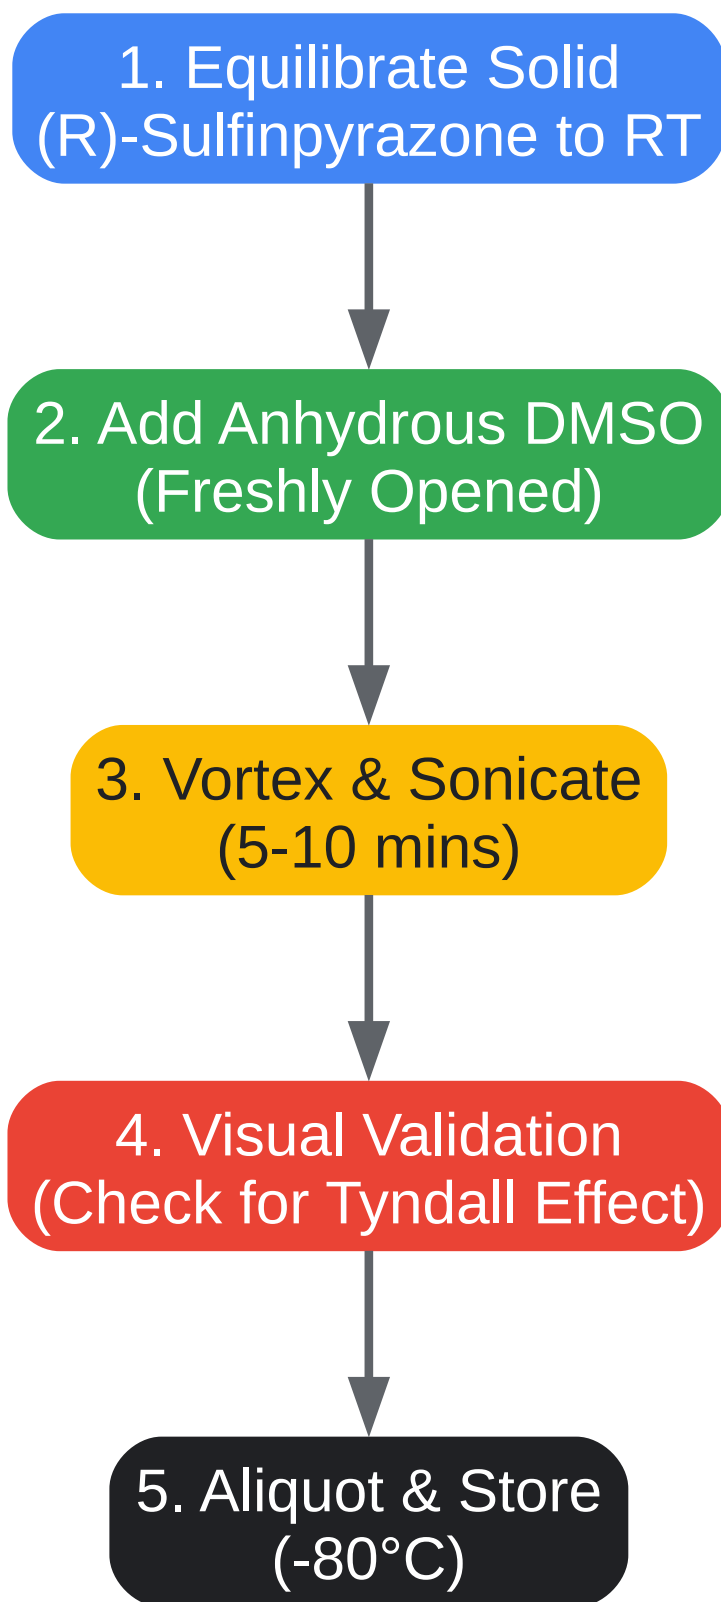 1. Equilibrate Solid
(R)-Sulfinpyrazone to RT
2. Add Anhydrous DMSO
(Freshly Opened)
3. Vortex & Sonicate
(5-10 mins)
4. Visual Validation
(Check for Tyndall Effect)
5. Aliquot & Store
(-80°C)